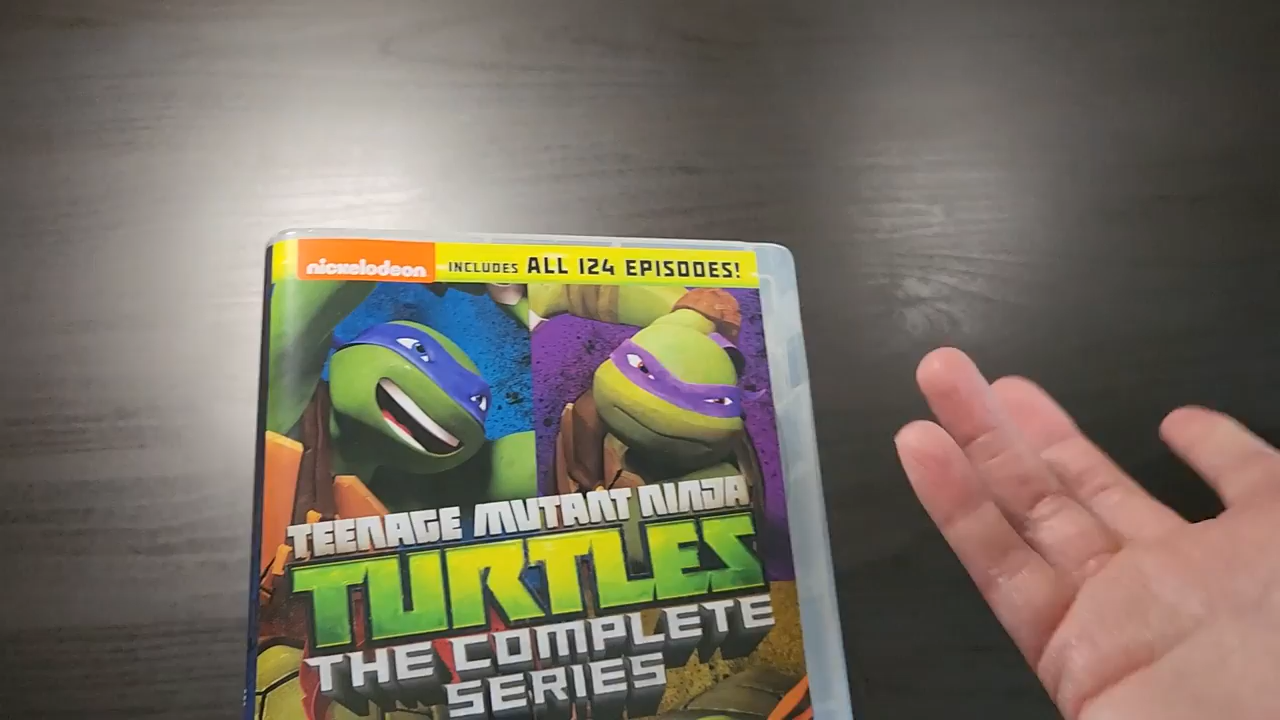 nickelodeon
INCLUDES ALL 124 EPISODES!
TEENAGE MUTANT NINJA
TURTLES
THE COMPLETE
SERIES